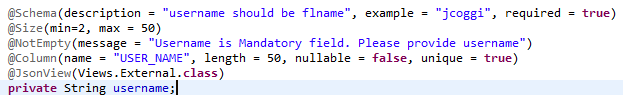 @Schema(description = "username should be flname", example = "jcoggi", required = true)
@Size(min=2, max = 50)
@NotEmpty(message = "Username is Mandatory field. Please provide username")
@Column(name = "USER_NAME", length = 50, nullable = false, unique = true)
@JsonView(Views.External.class)
private String username;